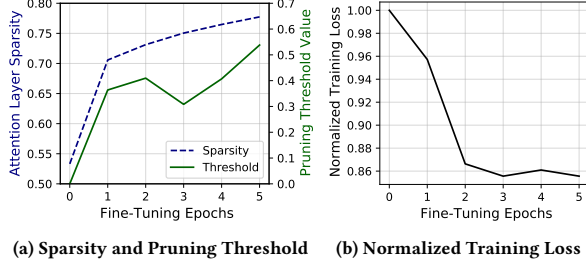 Attention Layer Sparsity
0.80
0.75
0.70
0.65
0.60
0.55
0.50
0.7
0.6
0.5
0.4
0.3
0.2
0.1
0.0
Pruning Threshold Value
Sparsity
Threshold
0 1 2 3 4 5
Fine-Tuning Epochs
(a) Sparsity and Pruning Threshold
Normalized Training Loss
1.00
0.96
0.94
0.92
0.90
0.88
0.86
0 1 2 3 4 5
Fine-Tuning Epochs
(b) Normalized Training Loss